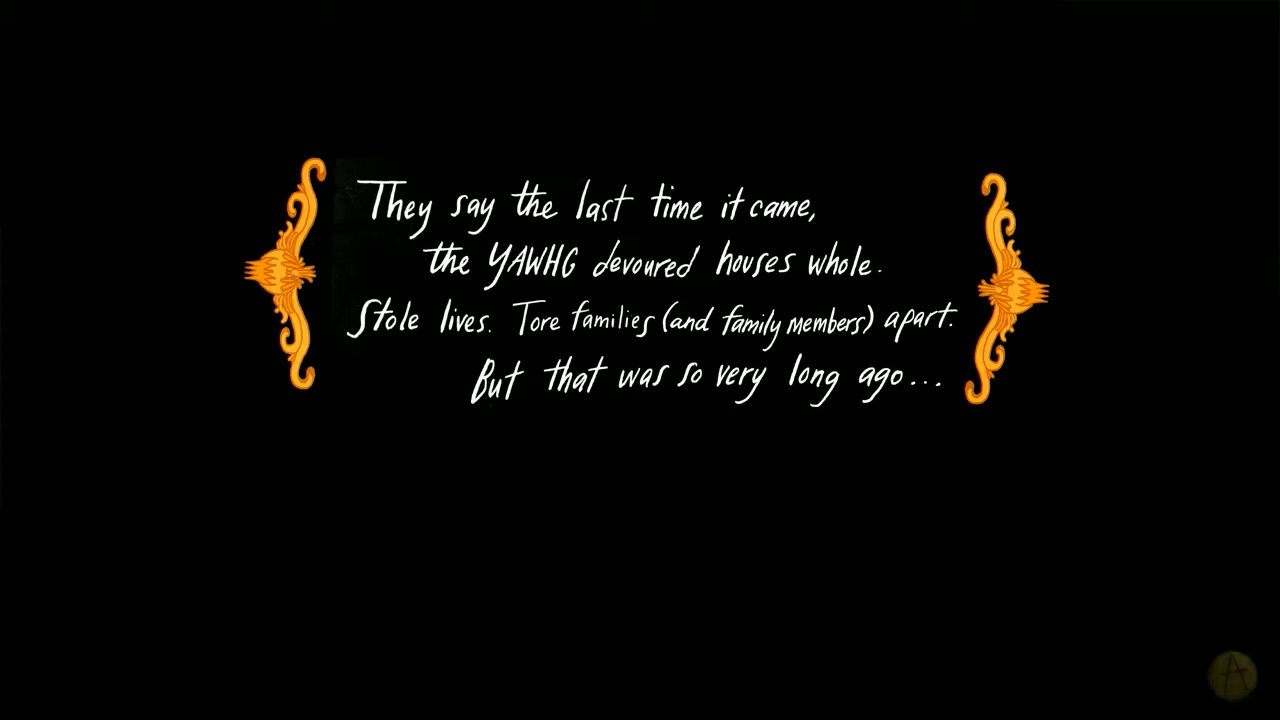 They say the last time it came,
the YAWHG devoured houses whole.
Stole lives. Tore families (and family members) apart.
But that was so very long ago...
A